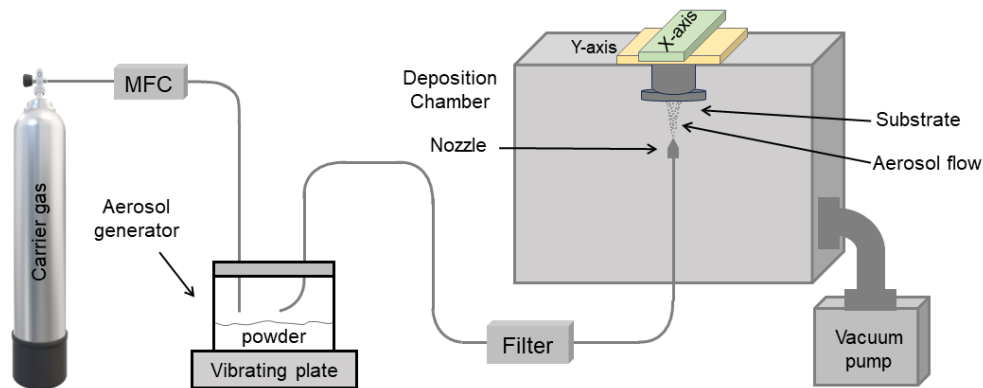 Carrier gas
MFC
Aerosol
generator
powder
Vibrating plate
Filter
Deposition
Chamber
Nozzle
Y-axis
X-axis
Substrate
Aerosol flow
Vacuum
pump